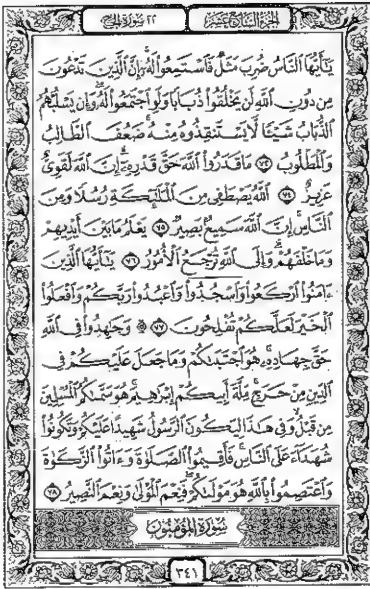 الجزء السابع عشر ٢٢ سورة الحج
يَٰٓأَيُّهَا ٱلنَّاسُ ضُرِبَ مَثَلٞ فَٱسۡتَمِعُواْ لَهُۥٓۚ إِنَّ ٱلَّذِينَ تَدۡعُونَ
مِن دُونِ ٱللَّهِ لَن يَخۡلُقُواْ ذُبَابٗا وَلَوِ ٱجۡتَمَعُواْ لَهُۥۖ وَإِن يَسۡلُبۡهُمُ
ٱلذُّبَابُ شَيۡـٔٗا لَّا يَسۡتَنقِذُوهُ مِنۡهُۚ ضَعُفَ ٱلطَّالِبُ
وَٱلۡمَطۡلُوبُ ٧٣ مَا قَدَرُواْ ٱللَّهَ حَقَّ قَدۡرِهِۦٓۚ إِنَّ ٱللَّهَ لَقَوِيٌّ
عَزِيزٌ ٧٤ ٱللَّهُ يَصۡطَفِي مِنَ ٱلۡمَلَٰٓئِكَةِ رُسُلٗا وَمِنَ
ٱلنَّاسِۚ إِنَّ ٱللَّهَ سَمِيعُۢ بَصِيرٞ ٧٥ يَعۡلَمُ مَا بَيۡنَ أَيۡدِيهِمۡ
وَمَا خَلۡفَهُمۡۚ وَإِلَى ٱللَّهِ تُرۡجَعُ ٱلۡأُمُورُ ٧٦ يَٰٓأَيُّهَا ٱلَّذِينَ
ءَامَنُواْ ٱرۡكَعُواْ وَٱسۡجُدُواْۤ وَٱعۡبُدُواْ رَبَّكُمۡ وَٱفۡعَلُواْ
ٱلۡخَيۡرَ لَعَلَّكُمۡ تُفۡلِحُونَ۩ ٧٧ وَجَٰهِدُواْ فِي ٱللَّهِ
حَقَّ جِهَادِهِۦۚ هُوَ ٱجۡتَبَىٰكُمۡ وَمَا جَعَلَ عَلَيۡكُمۡ فِي
ٱلدِّينِ مِنۡ حَرَجٖۚ مِّلَّةَ أَبِيكُمۡ إِبۡرَٰهِيمَۚ هُوَ سَمَّىٰكُمُ ٱلۡمُسۡلِمِينَ
مِن قَبۡلُ وَفِي هَٰذَا لِيَكُونَ ٱلرَّسُولُ شَهِيدًا عَلَيۡكُمۡ وَتَكُونُواْ
شُهَدَآءَ عَلَى ٱلنَّاسِۚ فَأَقِيمُواْ ٱلصَّلَوٰةَ وَءَاتُواْ ٱلزَّكَوٰةَ
وَٱعۡتَصِمُواْ بِٱللَّهِ هُوَ مَوۡلَىٰكُمۡۖ فَنِعۡمَ ٱلۡمَوۡلَىٰ وَنِعۡمَ ٱلنَّصِيرُ ٧٨
سورة المؤمنون
٣٤١